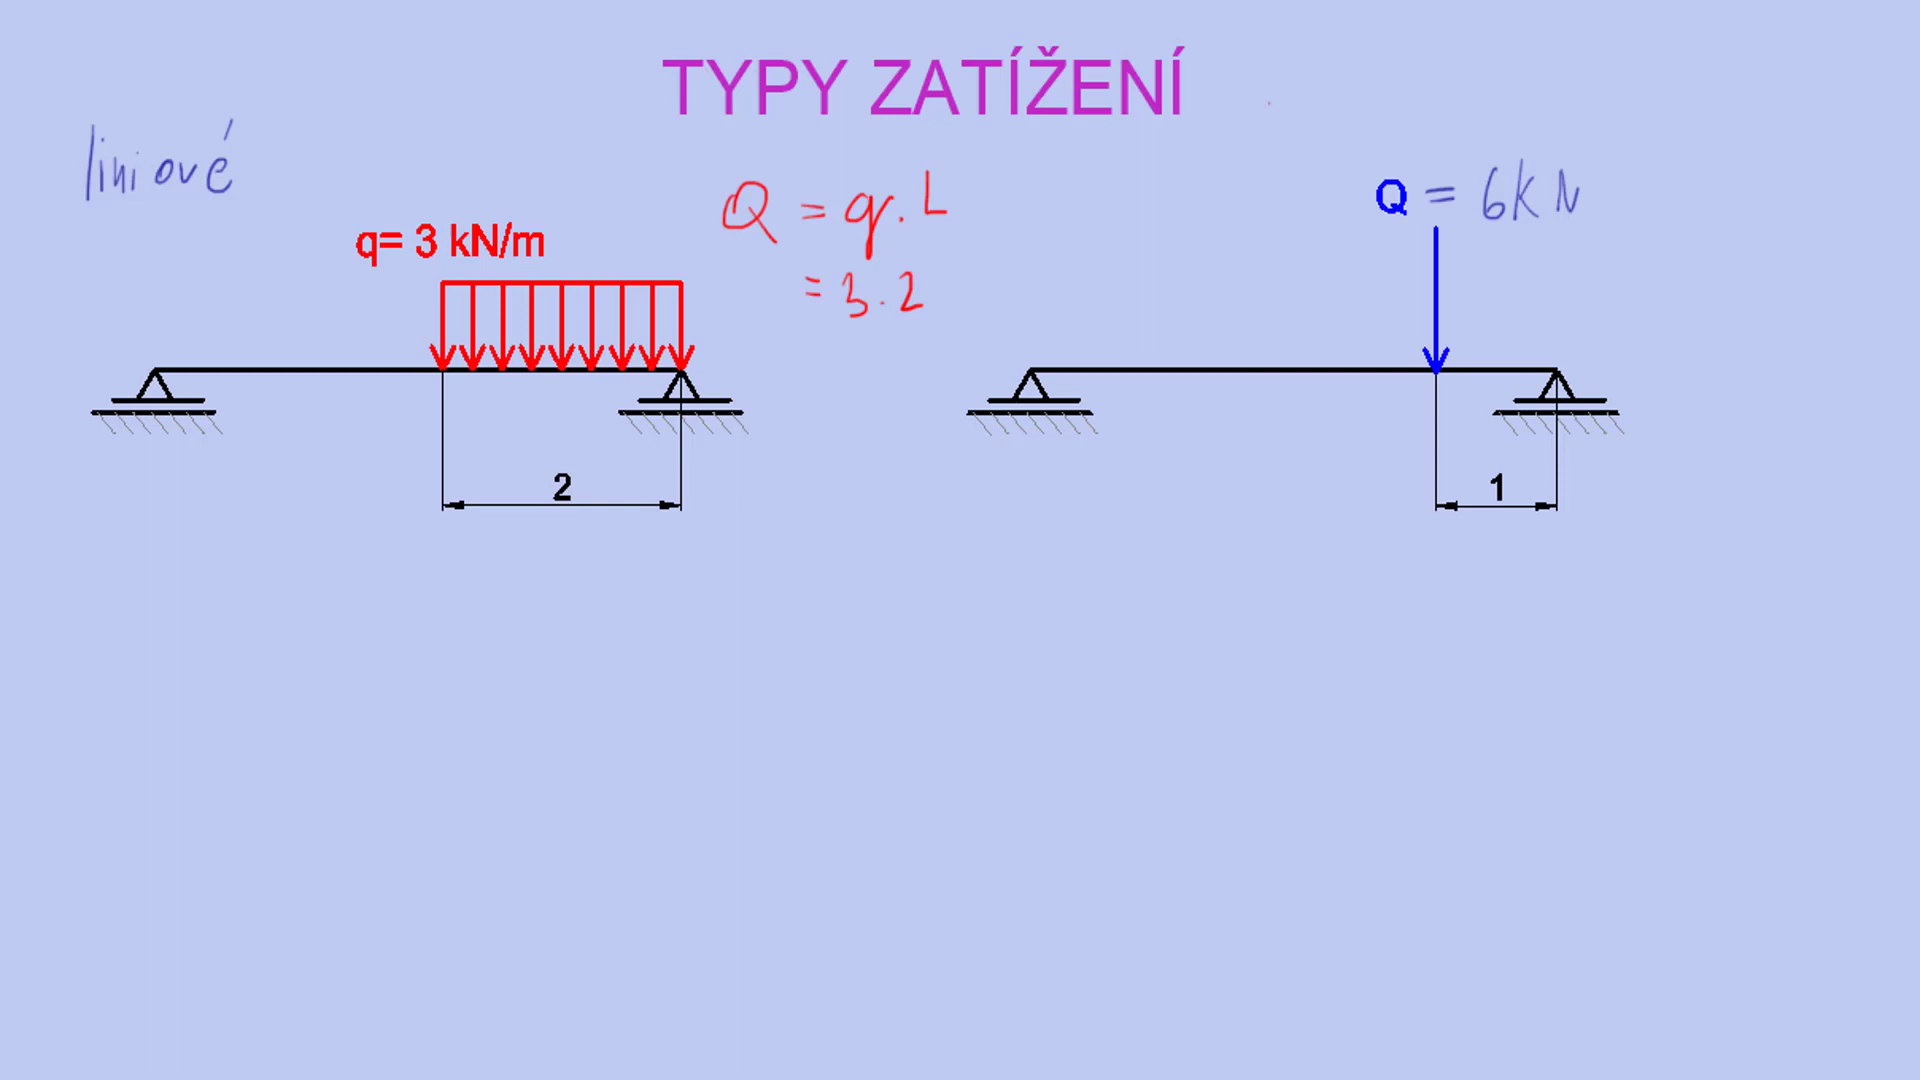 TYPY ZATÍŽENÍ
liniové
q= 3 kN/m
Q = q. L
= 3. 2
Q = 6kN
2
1